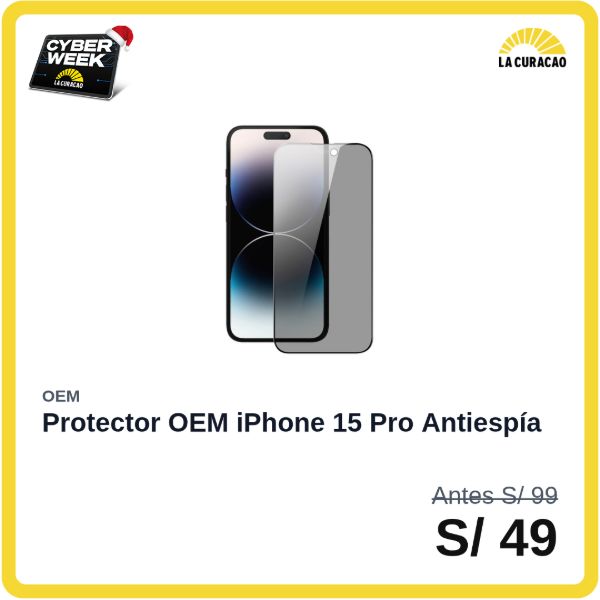 CYBER
WEEK
LA CURACAO
LA CURACAO
OEM
Protector OEM iPhone 15 Pro Antiespía
Antes S/ 99
S/ 49